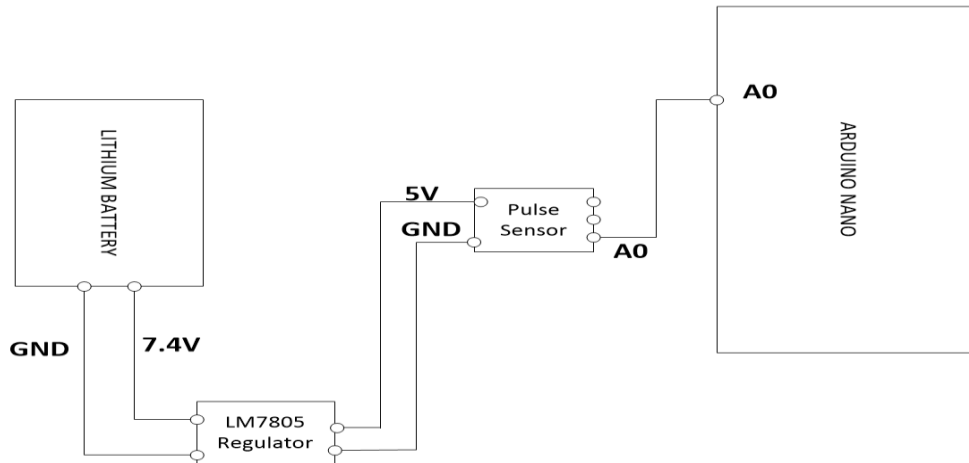 A0
ARDUINO NANO
LITHIUM BATTERY
5V
GND
Pulse
Sensor
A0
GND
7.4V
LM7805
Regulator